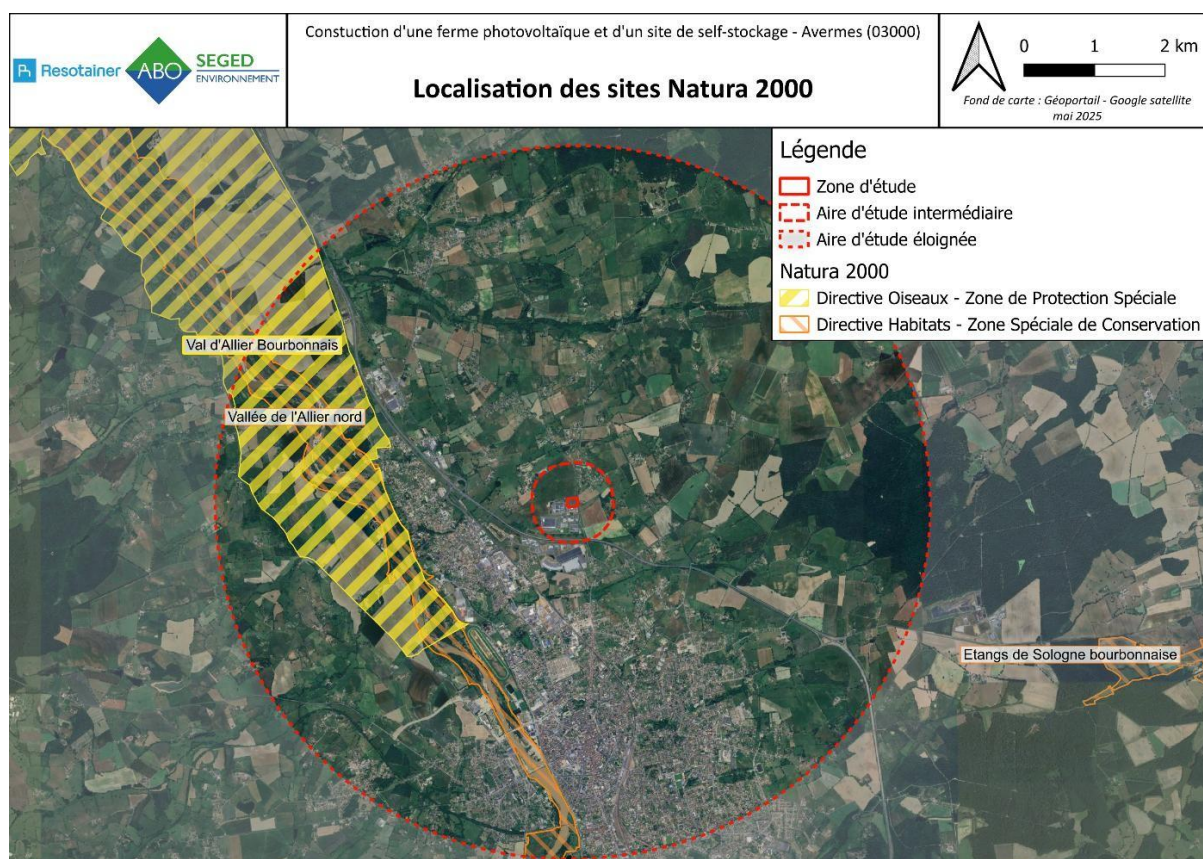 Resotainer
ABO
SEGED
ENVIRONNEMENT
Constuction d'une ferme photovoltaïque et d'un site de self-stockage - Avermes (03000)
Localisation des sites Natura 2000
0 1 2 km
Fond de carte : Géoportail - Google satellite
mai 2025
Légende
Zone d'étude
Aire d'étude intermédiaire
Aire d'étude éloignée
Natura 2000
Directive Oiseaux - Zone de Protection Spéciale
Directive Habitats - Zone Spéciale de Conservation
Val d'Allier Bourbonnais
Vallée de l'Allier nord
Etangs de Sologne bourbonnaise